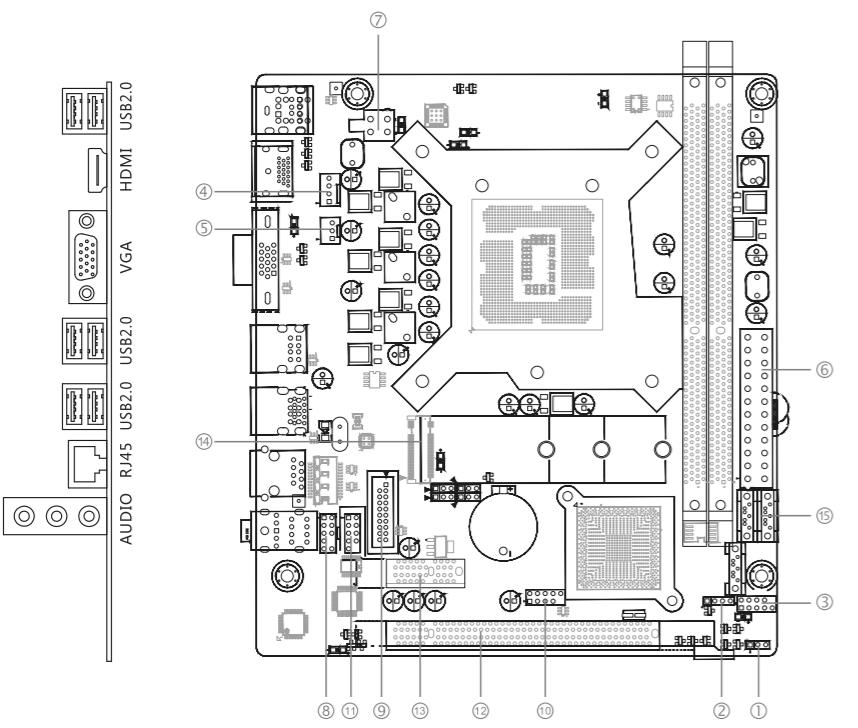 ⑦
USB2.0
HDMI
④
⑤
VGA
USB2.0
⑥
USB2.0
⑭
RJ45
⑮
AUDIO
③
⑧
⑪
⑨
⑬
⑫
⑩
②
①